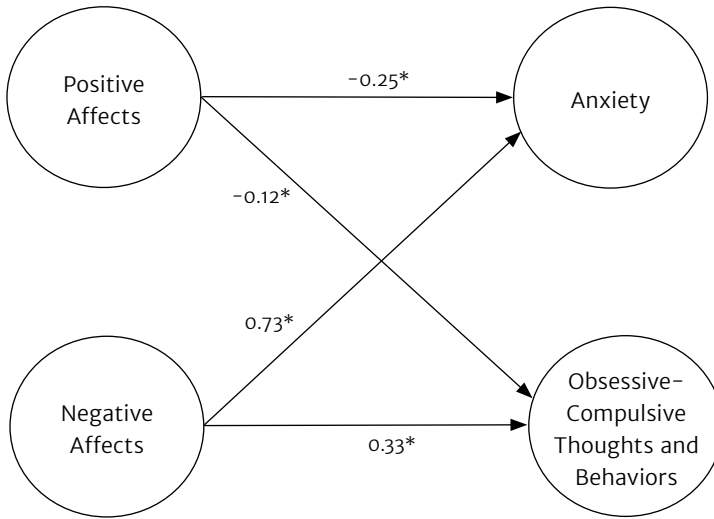 Positive
Affects
-0.25*
Anxiety
-0.12*
0.73*
Negative
Affects
0.33*
Obsessive-
Compulsive
Thoughts and
Behaviors